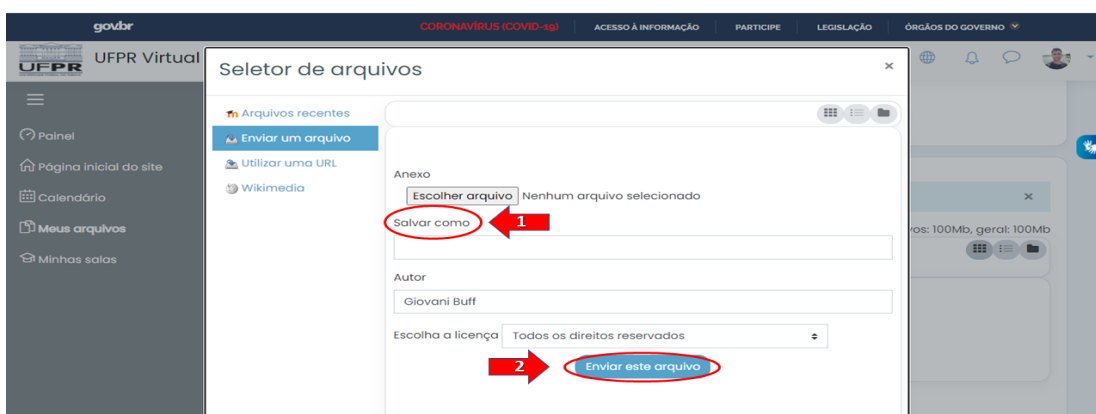 gov.br CORONAVÍRUS (COVID-19) ACESSO À INFORMAÇÃO PARTICIPE LEGISLAÇÃO ÓRGÃOS DO GOVERNO
UFPR UFPR Virtual
Seletor de arquivos ×
Arquivos recentes
Enviar um arquivo
Utilizar uma URL
Wikimedia
Painel
Página inicial do site
Calendário
Meus arquivos
Minhas salas
Anexo
Escolher arquivo Nenhum arquivo selecionado
Salvar como 1
Autor
Giovani Buff
Escolha a licença Todos os direitos reservados
2 Enviar este arquivo
×
vos: 100Mb, geral: 100Mb